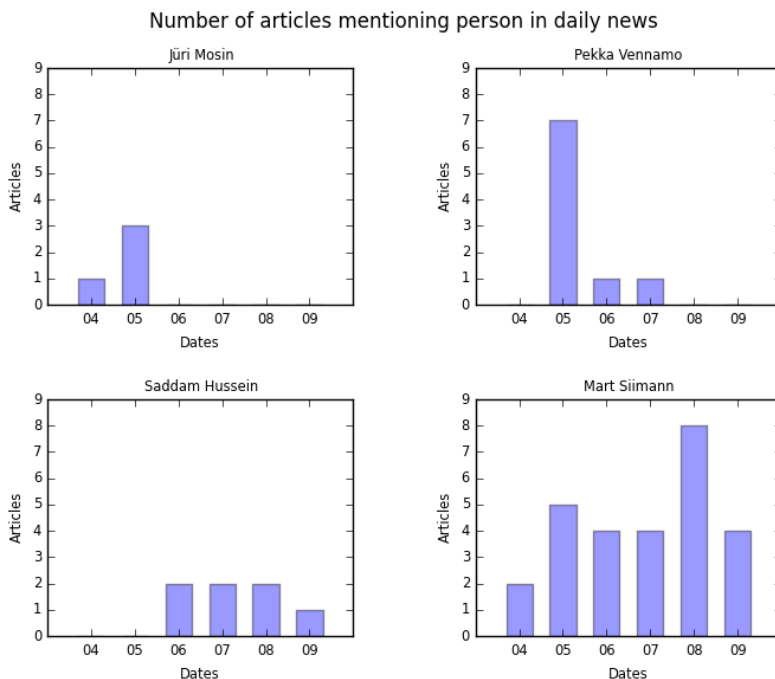 Number of articles mentioning person in daily news
Jüri Mosin
9
8
7
6
5
4
3
2
1
0
Articles
04 05 06 07 08 09
Dates
Pekka Vennamo
9
8
7
6
5
4
3
2
1
0
Articles
04 05 06 07 08 09
Dates
Saddam Hussein
9
8
7
6
5
4
3
2
1
0
Articles
04 05 06 07 08 09
Dates
Mart Siimann
9
8
7
6
5
4
3
2
1
0
Articles
04 05 06 07 08 09
Dates